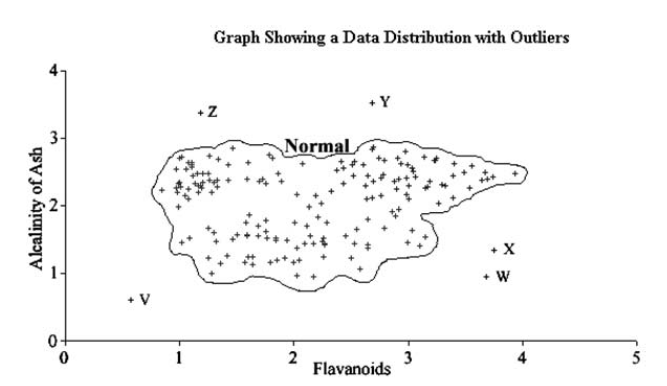 Graph Showing a Data Distribution with Outliers
4
Y
Z
3
Normal
Alcalinity of Ash
2
X
1
W
V
0
0 1 2 3 4 5
Flavanoids